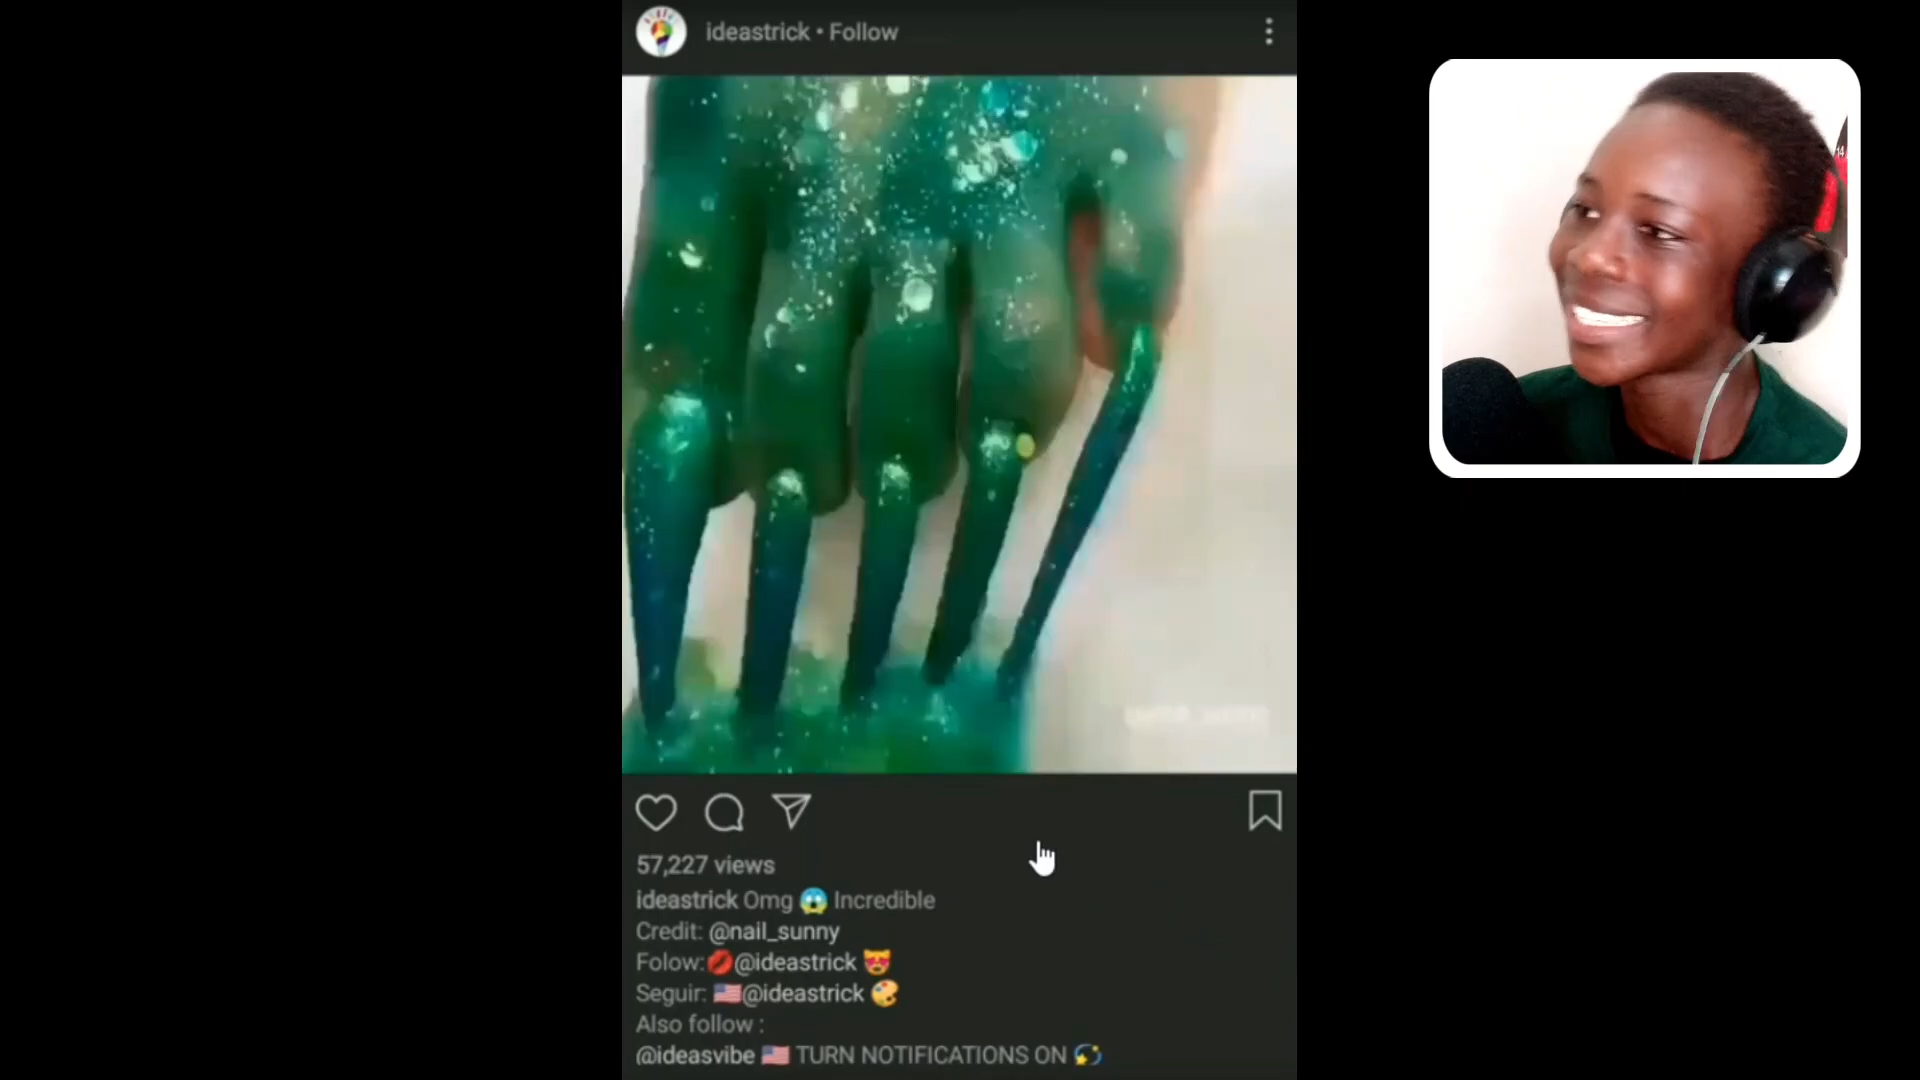 ideastrick • Follow
14
57,227 views
ideastrick Omg 😱 Incredible
Credit: @nail_sunny
Folow:💋@ideastrick 😻
Seguir: 🇺🇸@ideastrick 🎨
Also follow :
@ideasvibe 🇺🇸 TURN NOTIFICATIONS ON 💫